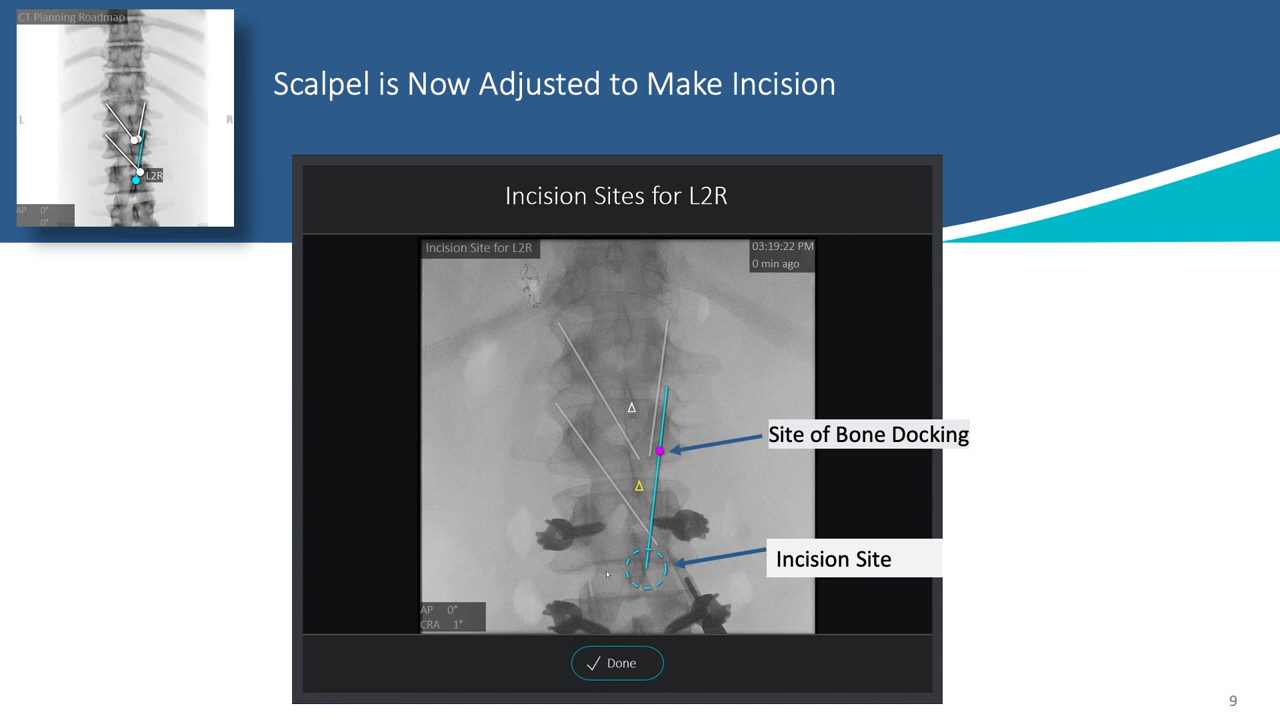 CT Planning Roadmap
L
R
L2R
AP 0°
0°
Scalpel is Now Adjusted to Make Incision
Incision Sites for L2R
Incision Site for L2R
03:19:22 PM
0 min ago
Site of Bone Docking
Incision Site
AP 0°
CRA 1°
Done
9